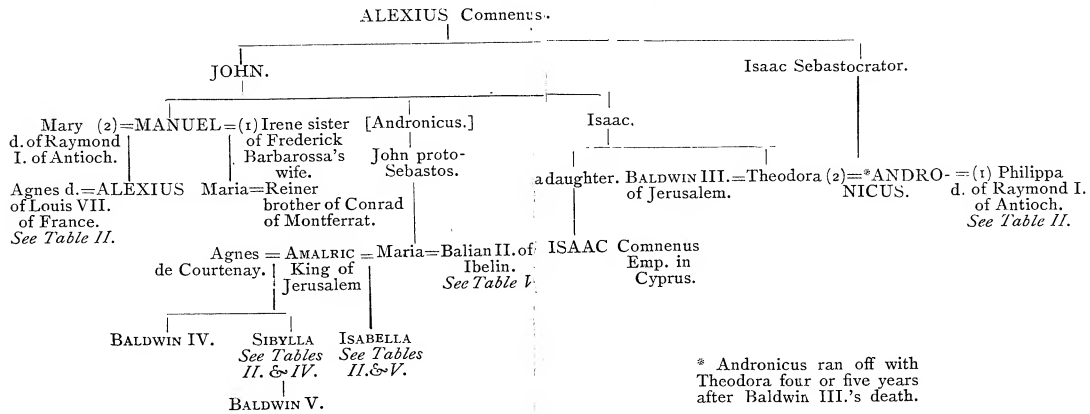 ALEXIUS Comnenus.
JOHN.
Isaac Sebastocrator.
Mary (2)=MANUEL=(1) Irene sister
d. of Raymond
I. of Antioch.
of Frederick
Barbarossa's
wife.
[Andronicus.]
John proto-
Sebastos.
Isaac.
Agnes d.=ALEXIUS
of Louis VII.
of France.
See Table II.
Maria=Reiner
brother of Conrad
of Montferrat.
a daughter. BALDWIN III.=Theodora (2)=*ANDRO-
of Jerusalem.
NICUS.
=(1) Philippa
d. of Raymond I.
of Antioch.
See Table II.
Agnes = AMALRIC = Maria=Balian II. of
de Courtenay.
King of
Jerusalem
Ibelin.
See Table V
ISAAC Comnenus
Emp. in
Cyprus.
BALDWIN IV.
SIBYLLA
See Tables
II. & IV.
ISABELLA
See Tables
II. & V.
BALDWIN V.
* Andronicus ran off with
Theodora four or five years
after Baldwin III.'s death.